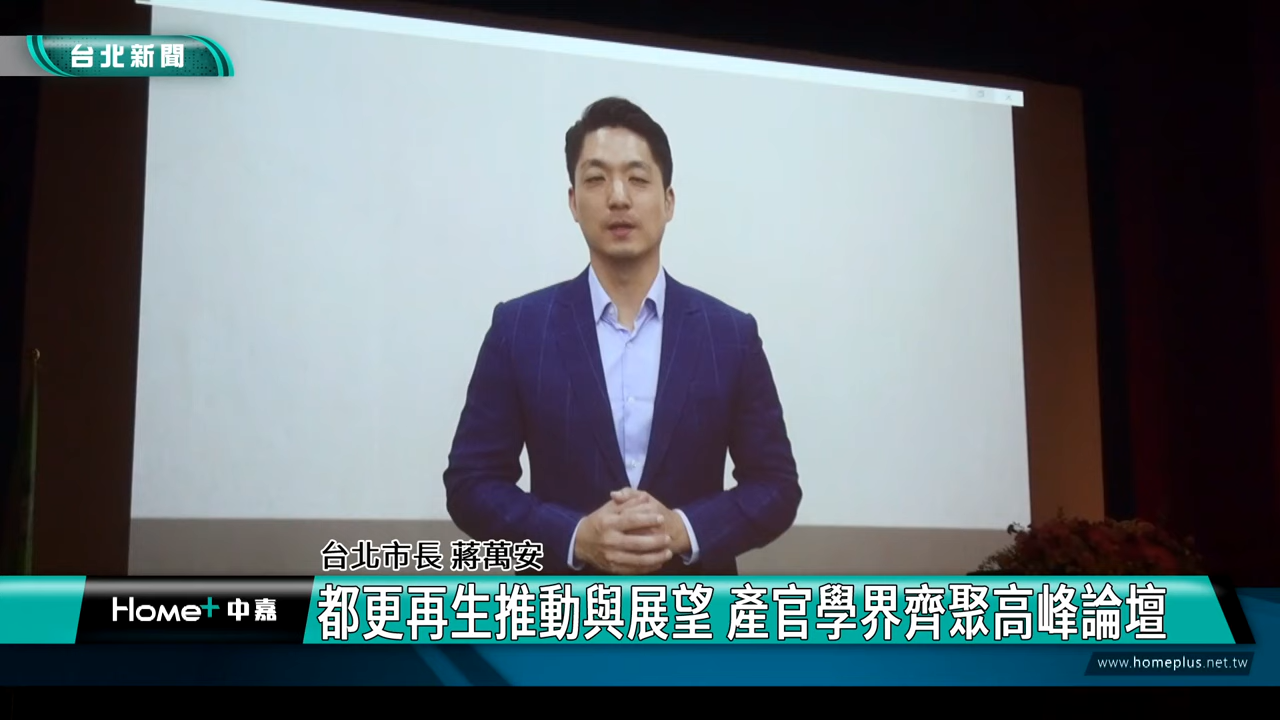 台北新聞
台北市長 蔣萬安
Home+ 中嘉
都更再生推動與展望 產官學界齊聚高峰論壇
www.homeplus.net.tw